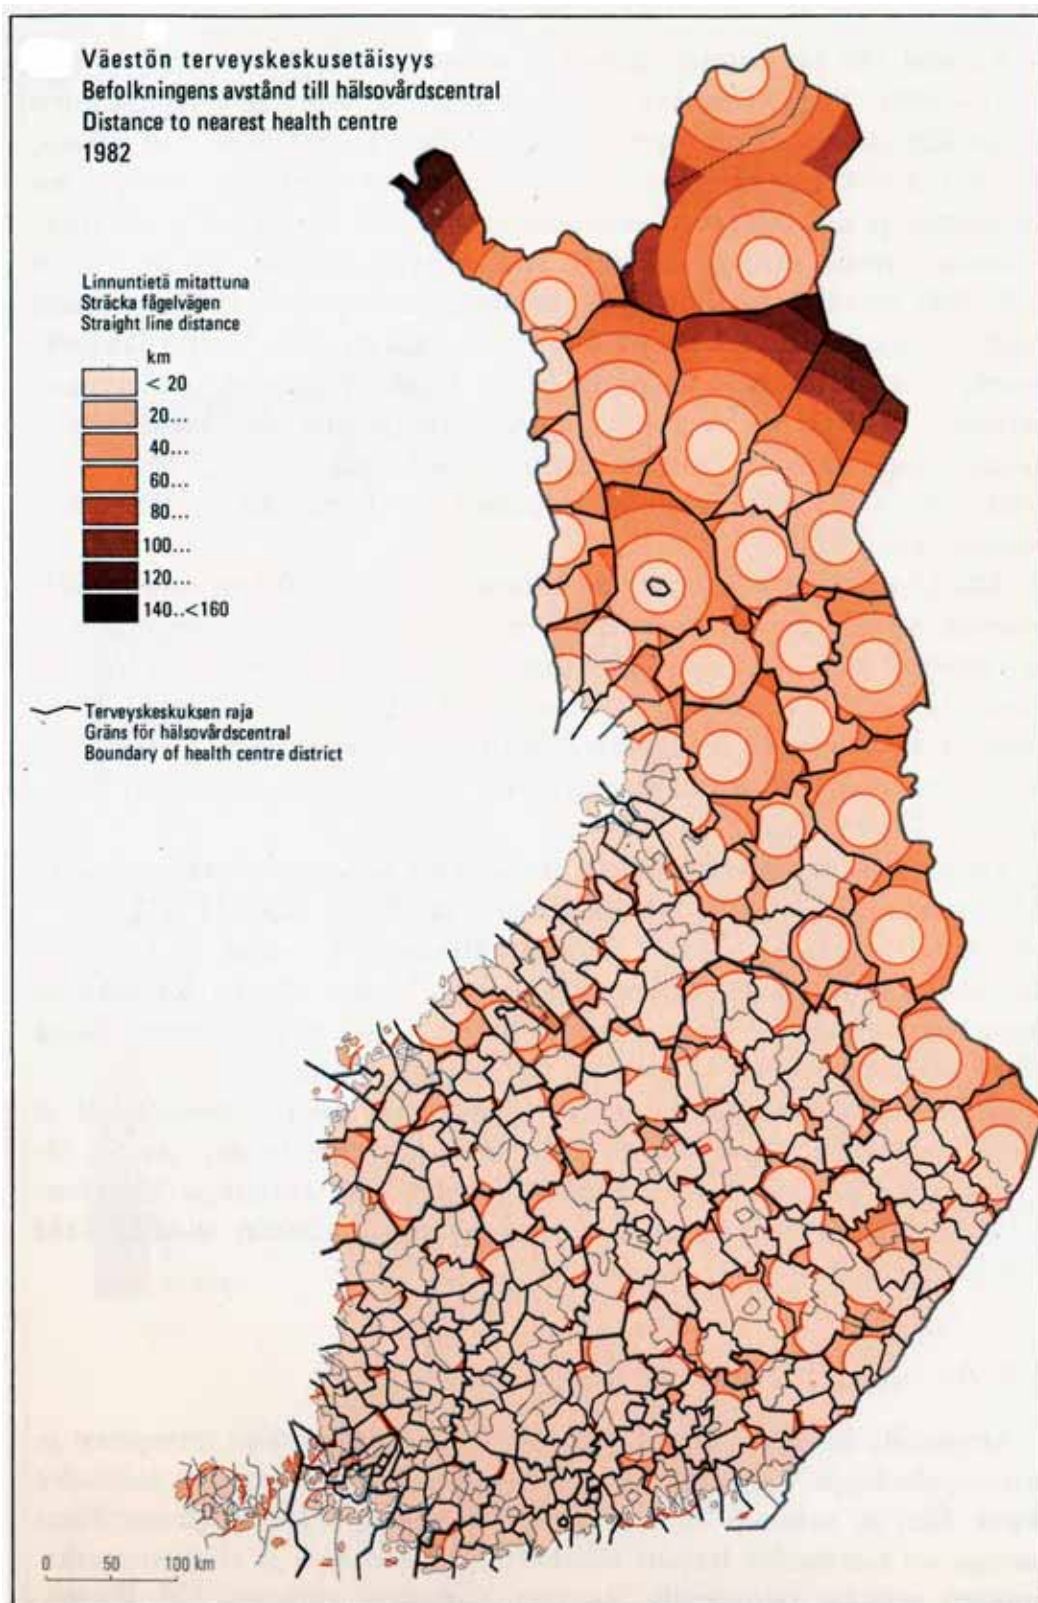 Väestön terveyskeskusetäisyys
Befolkningens avstånd till hälsovårdscentral
Distance to nearest health centre
1982
Linnuntietä mitattuna
Sträcka fågelvägen
Straight line distance
km
< 20
20...
40...
60...
80...
100...
120...
140..<160
Terveyskeskuksen raja
Gräns för hälsovårdscentral
Boundary of health centre district
0 50 100 km